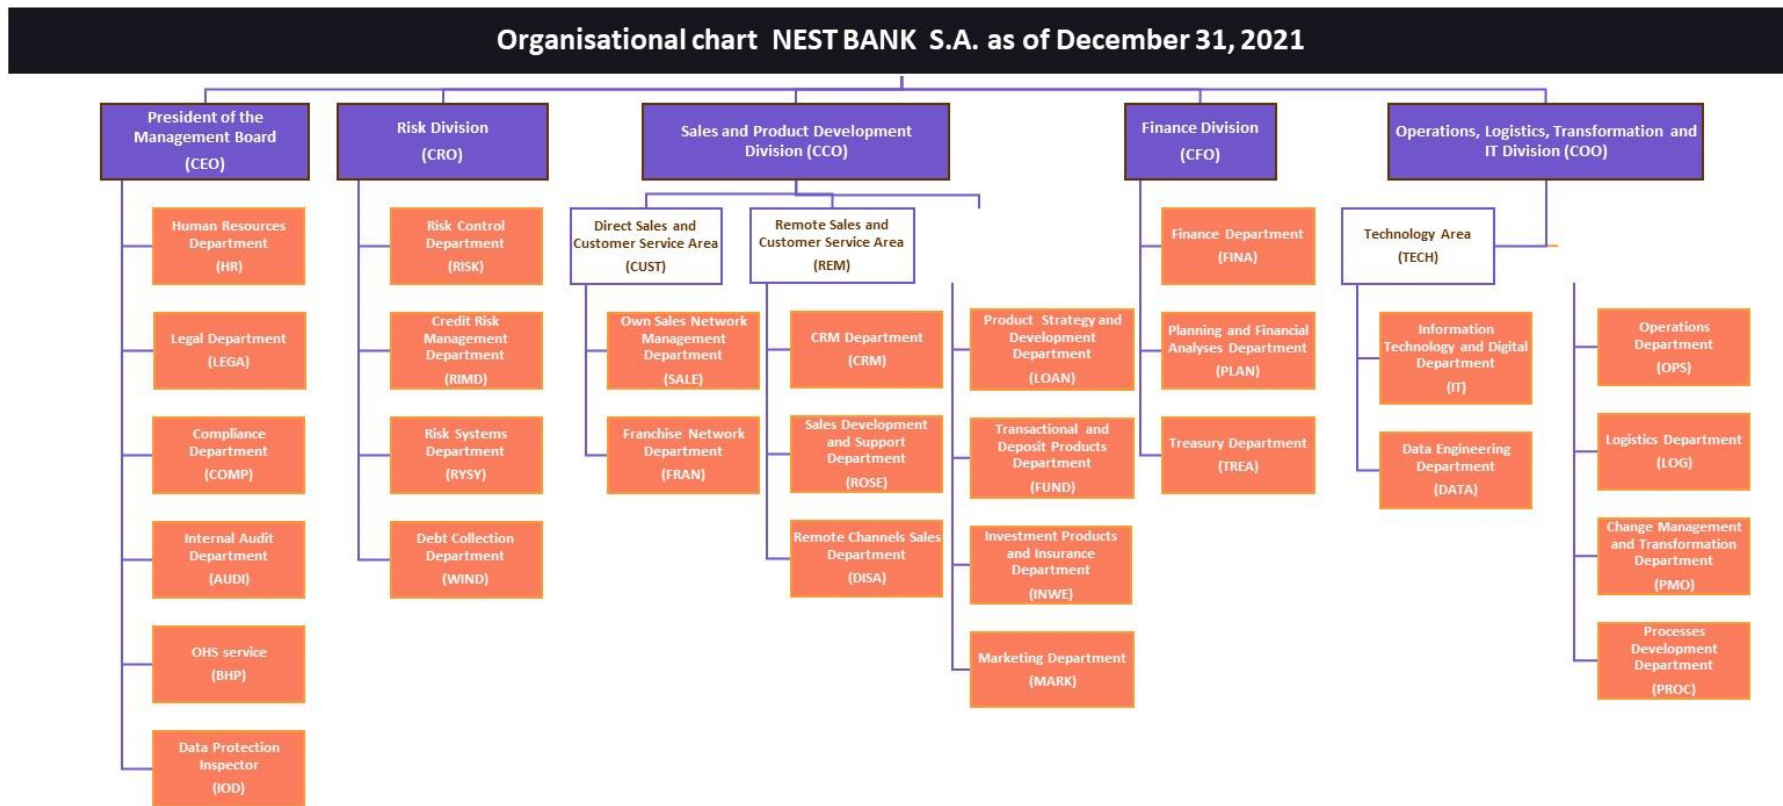 Organisational chart NEST BANK S.A. as of December 31, 2021
President of the
Management Board
(CEO)
Human Resources
Department
(HR)
Legal Department
(LEGA)
Compliance
Department
(COMP)
Internal Audit
Department
(AUDI)
OHS service
(BHP)
Data Protection
Inspector
(IOD)
Risk Division
(CRO)
Risk Control
Department
(RISK)
Credit Risk
Management
Department
(RIMD)
Risk Systems
Department
(RYSY)
Debt Collection
Department
(WIND)
Sales and Product Development
Division (CCO)
Direct Sales and
Customer Service Area
(CUST)
Own Sales Network
Management
Department
(SALE)
Franchise Network
Department
(FRAN)
Remote Sales and
Customer Service Area
(REM)
CRM Department
(CRM)
Sales Development
and Support
Department
(ROSE)
Remote Channels Sales
Department
(DISA)
Product Strategy and
Development
Department
(LOAN)
Transactional and
Deposit Products
Department
(FUND)
Investment Products
and Insurance
Department
(INWE)
Marketing Department
(MARK)
Finance Division
(CFO)
Finance Department
(FINA)
Planning and Financial
Analyses Department
(PLAN)
Treasury Department
(TREA)
Operations, Logistics, Transformation and
IT Division (COO)
Technology Area
(TECH)
Information
Technology and Digital
Department
(IT)
Data Engineering
Department
(DATA)
Operations
Department
(OPS)
Logistics Department
(LOG)
Change Management
and Transformation
Department
(PMO)
Processes
Development
Department
(PROC)